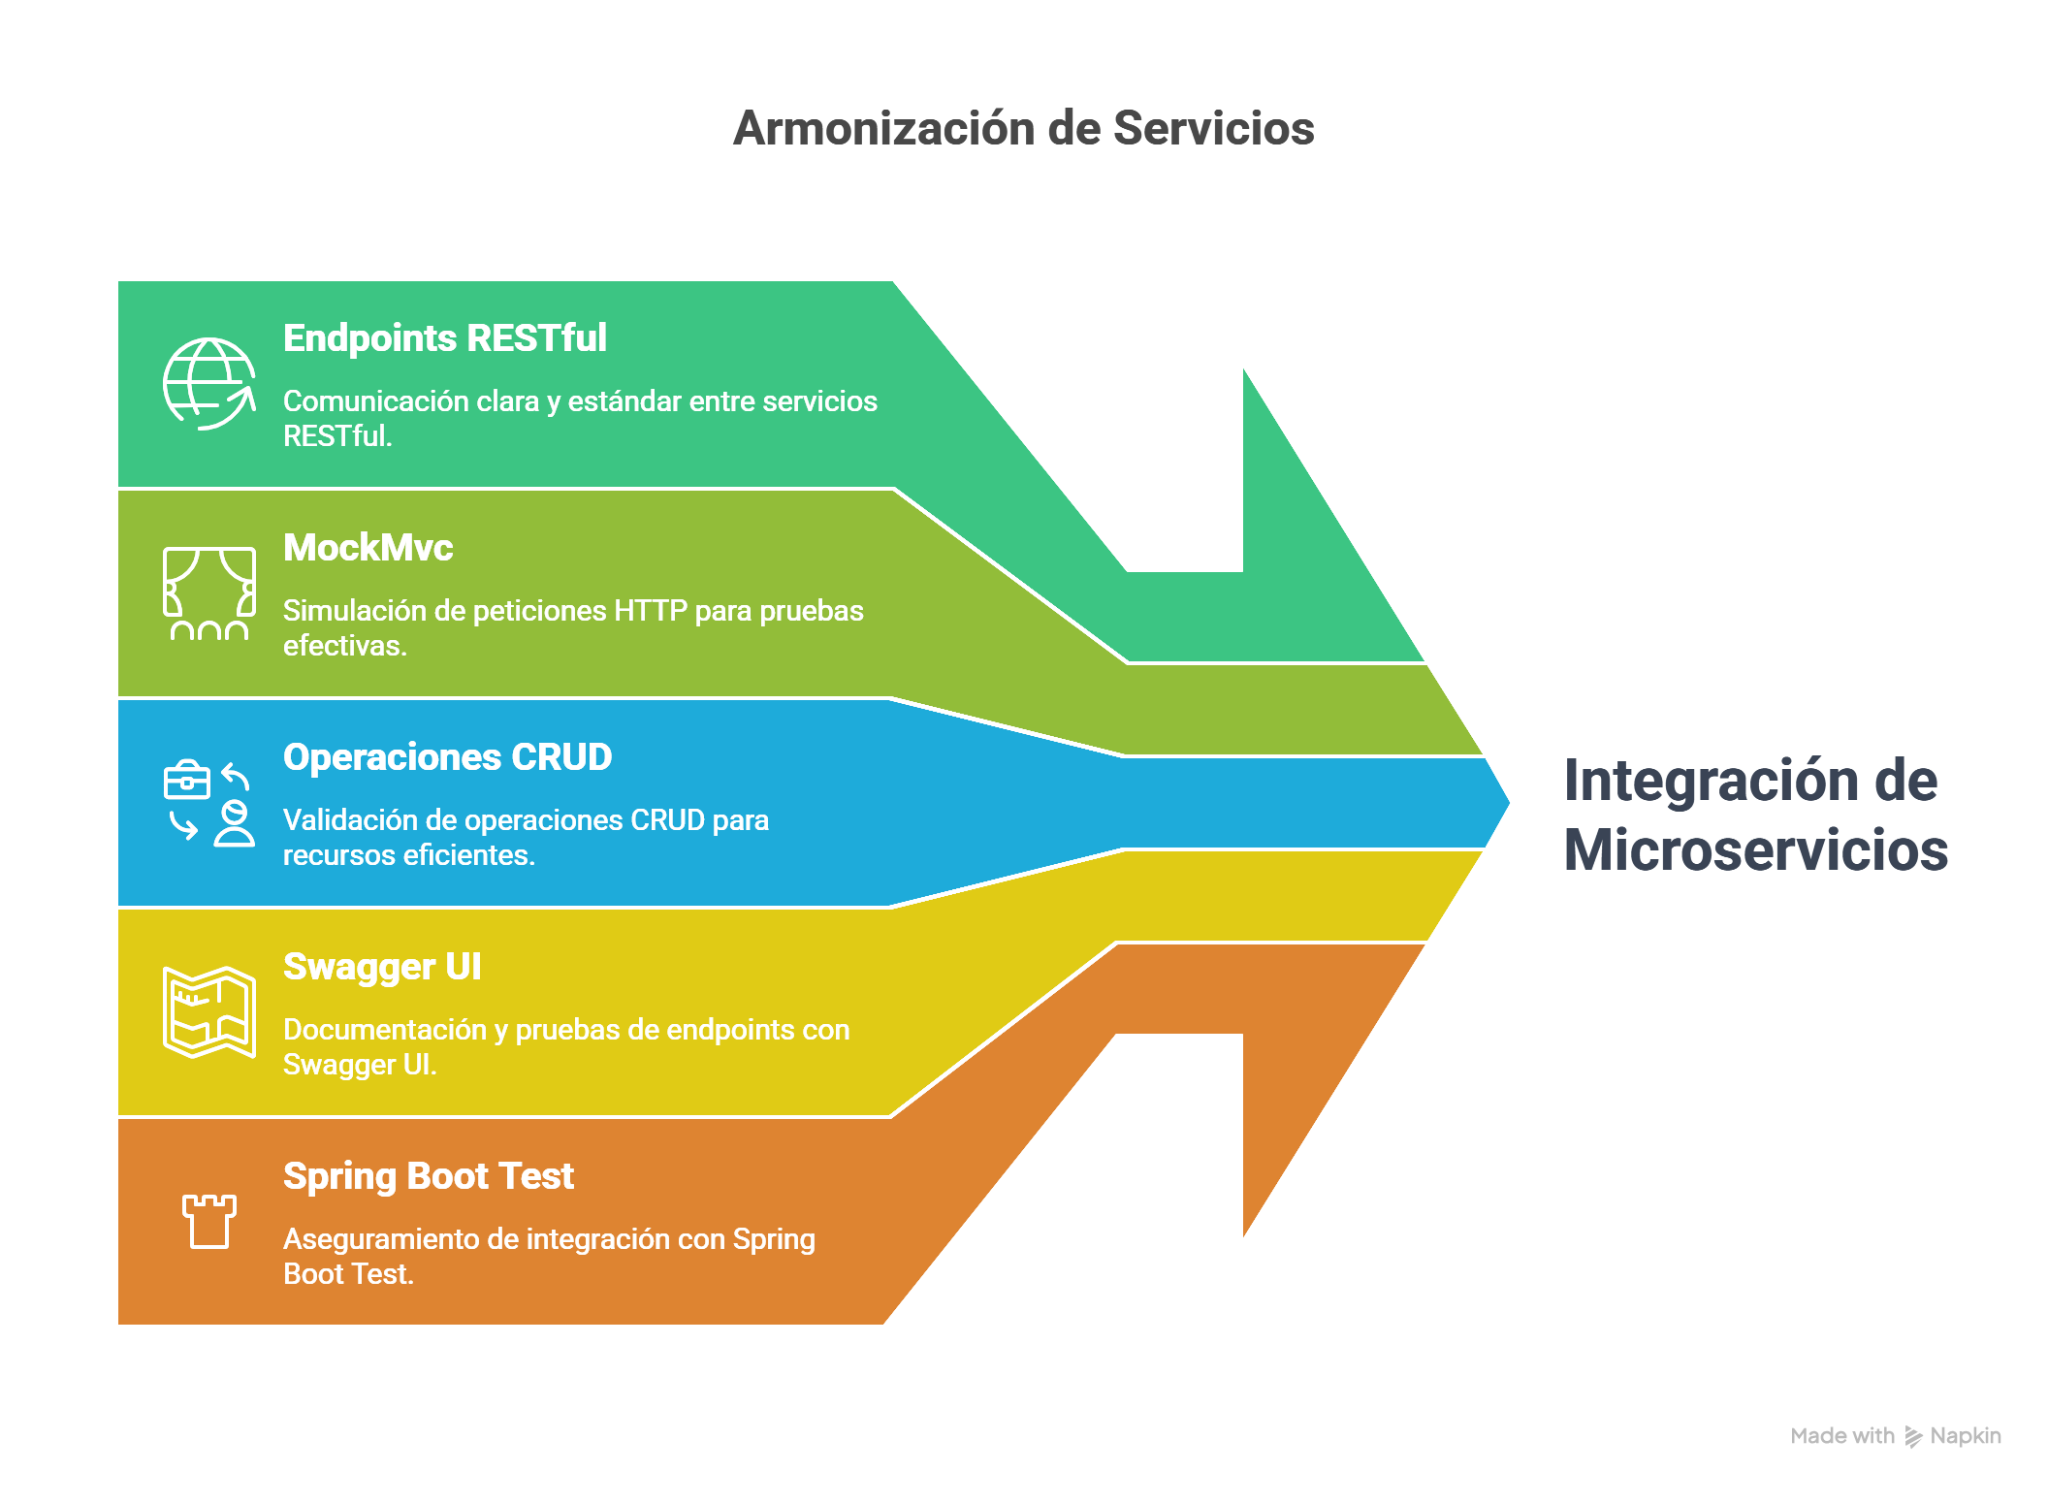 Armonización de Servicios
Endpoints RESTful
Comunicación clara y estándar entre servicios
RESTful.
MockMvc
Simulación de peticiones HTTP para pruebas
efectivas.
Operaciones CRUD
Validación de operaciones CRUD para
recursos eficientes.
Swagger UI
Documentación y pruebas de endpoints con
Swagger UI.
Spring Boot Test
Aseguramiento de integración con Spring
Boot Test.
Integración de
Microservicios
Made with Napkin